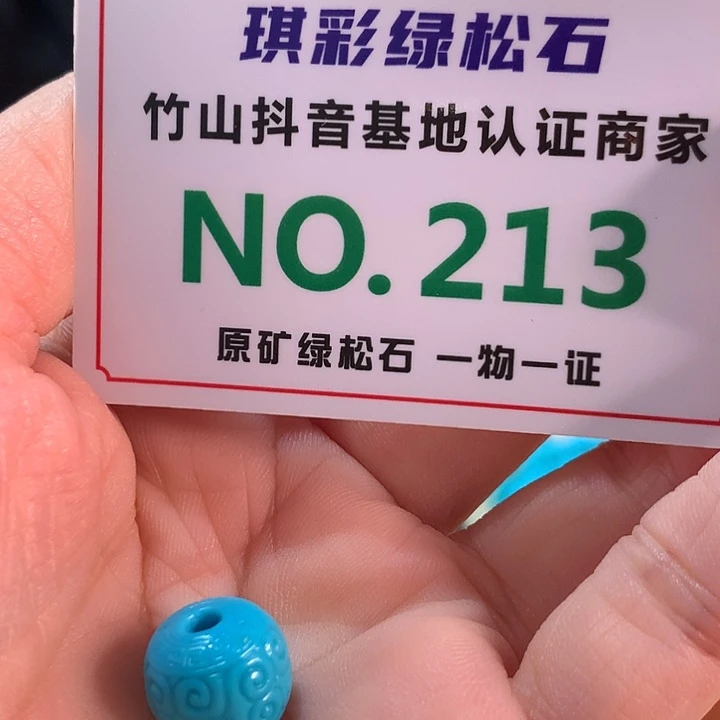 琪彩绿松石
竹山抖音基地认证商家
NO.213
原矿绿松石 一物一证